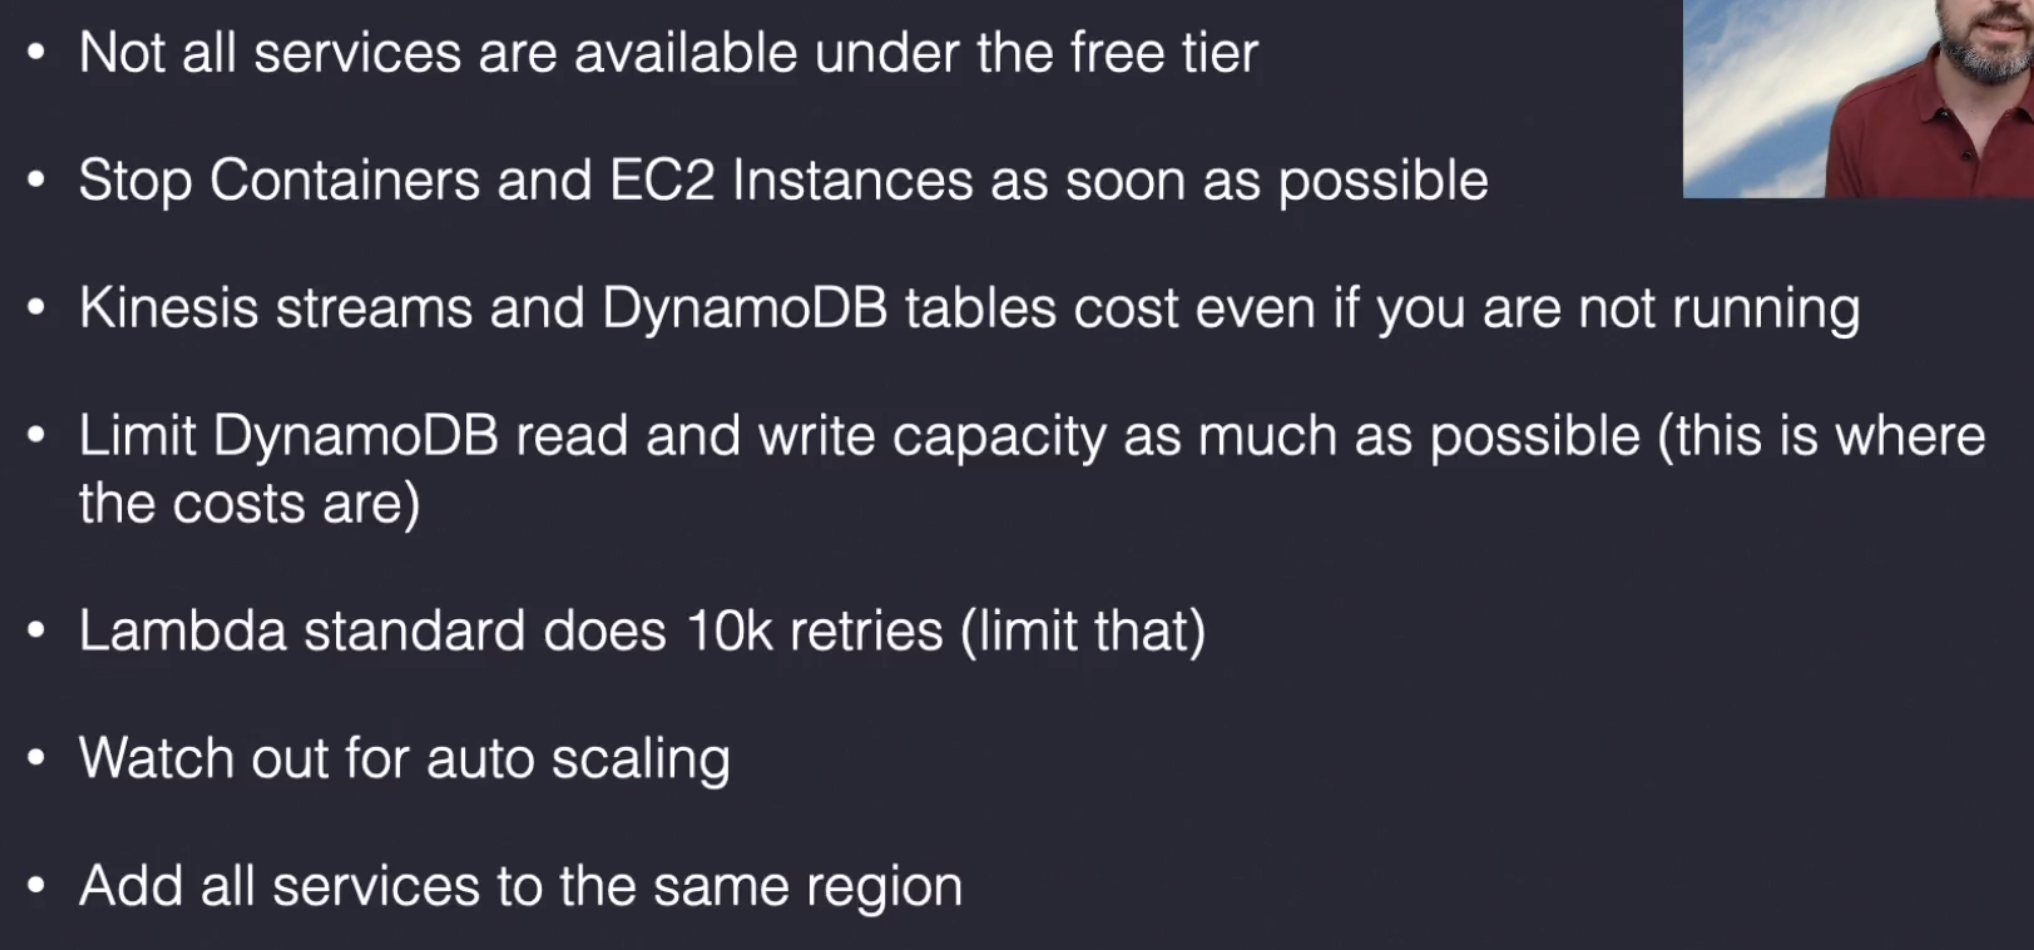 • Not all services are available under the free tier
• Stop Containers and EC2 Instances as soon as possible
• Kinesis streams and DynamoDB tables cost even if you are not running
• Limit DynamoDB read and write capacity as much as possible (this is where
the costs are)
• Lambda standard does 10k retries (limit that)
• Watch out for auto scaling
• Add all services to the same region